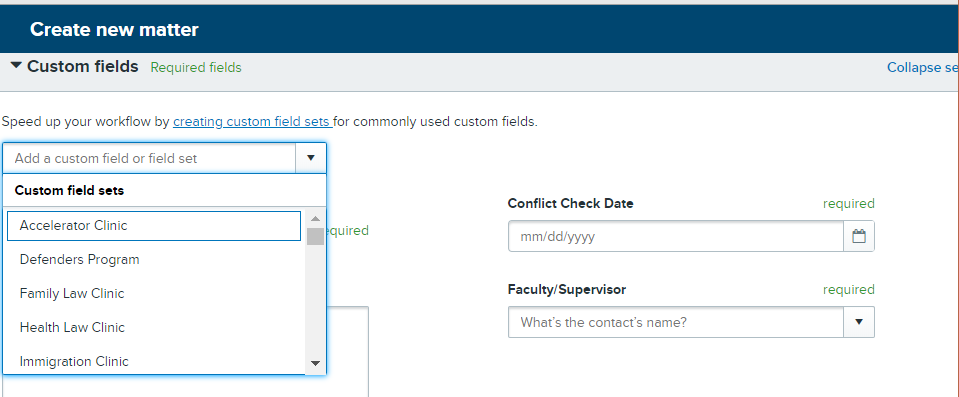 Create new matter
Custom fields Required fields Collapse se
Speed up your workflow by creating custom field sets for commonly used custom fields.
Add a custom field or field set
Custom field sets
Accelerator Clinic
Defenders Program
Family Law Clinic
Health Law Clinic
Immigration Clinic
equired
Conflict Check Date required
mm/dd/yyyy
Faculty/Supervisor required
What's the contact's name?